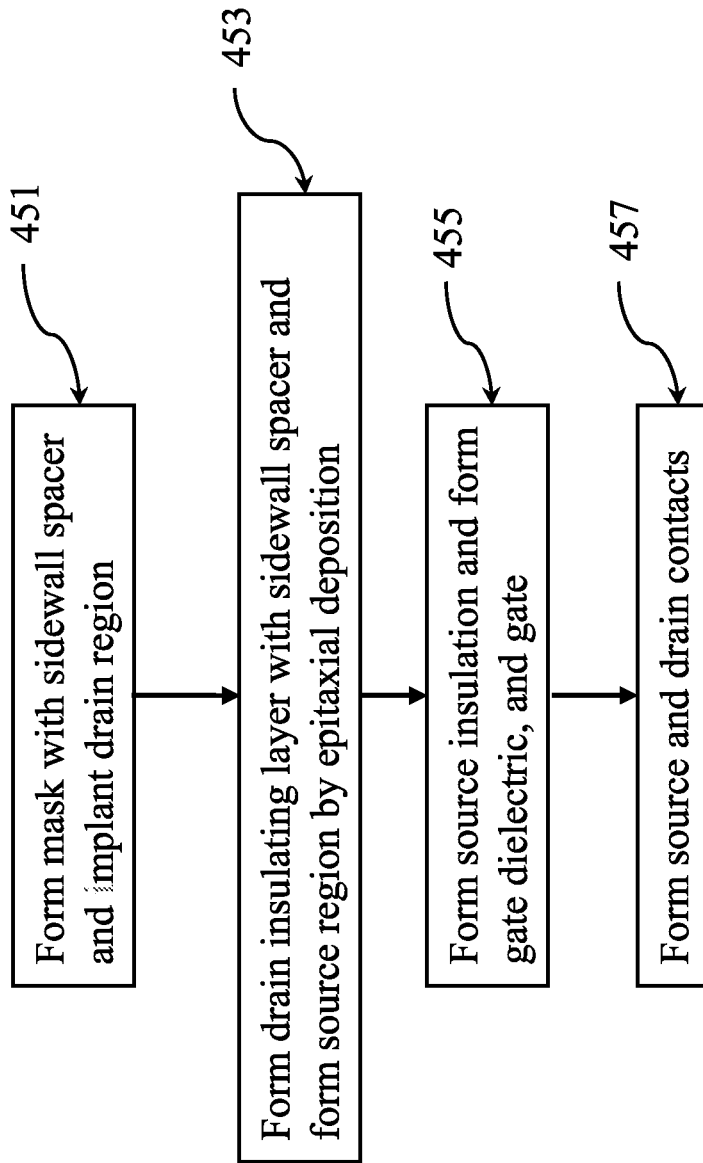 451
Form mask with sidewall spacer
and implant drain region
453
Form drain insulating layer with sidewall spacer and
form source region by epitaxial deposition
455
Form source insulation and form
gate dielectric, and gate
457
Form source and drain contacts